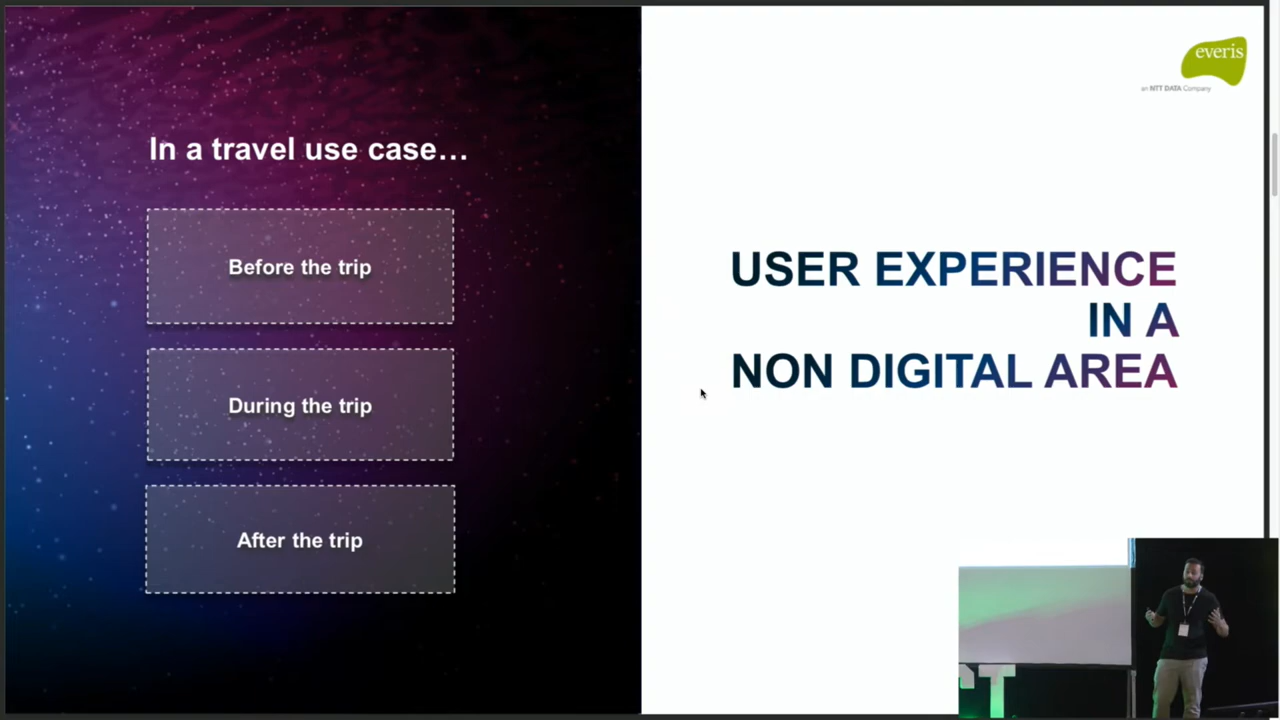 In a travel use case...
Before the trip
During the trip
After the trip
everis
an NTT DATA Company
USER EXPERIENCE
IN A
NON DIGITAL AREA